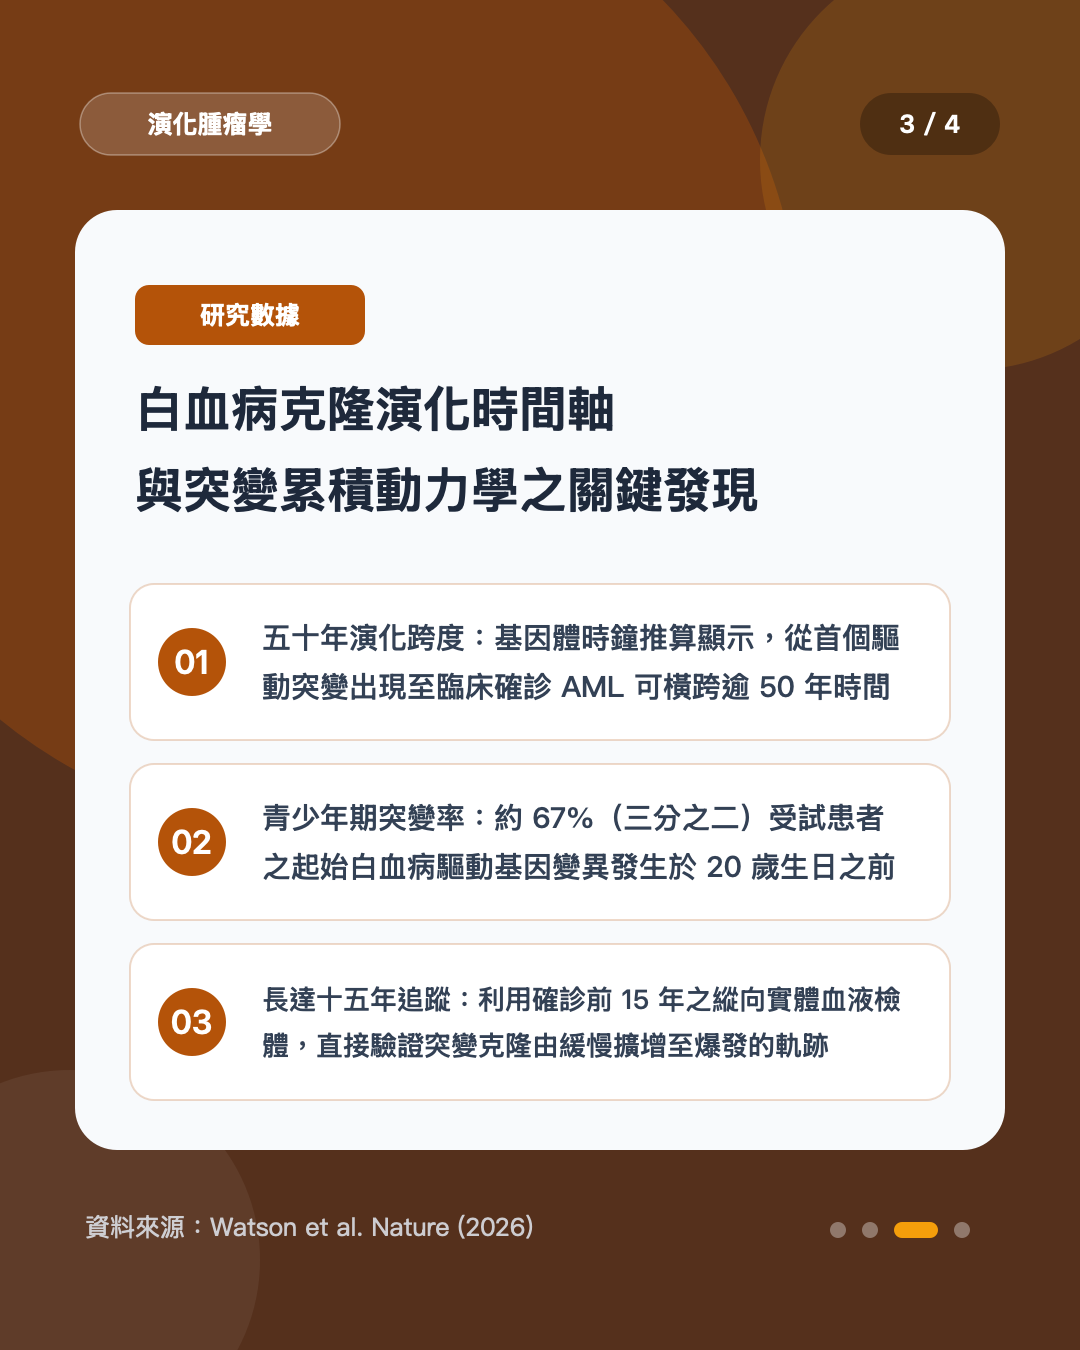 演化腫瘤學
3 / 4
研究數據
白血病克隆演化時間軸
與突變累積動力學之關鍵發現
01
五十年演化跨度：基因體時鐘推算顯示，從首個驅
動突變出現至臨床確診 AML 可橫跨逾 50 年時間
02
青少年期突變率：約 67%（三分之二）受試患者
之起始白血病驅動基因變異發生於 20 歲生日之前
03
長達十五年追蹤：利用確診前 15 年之縱向實體血液檢
體，直接驗證突變克隆由緩慢擴增至爆發的軌跡
資料來源：Watson et al. Nature (2026)